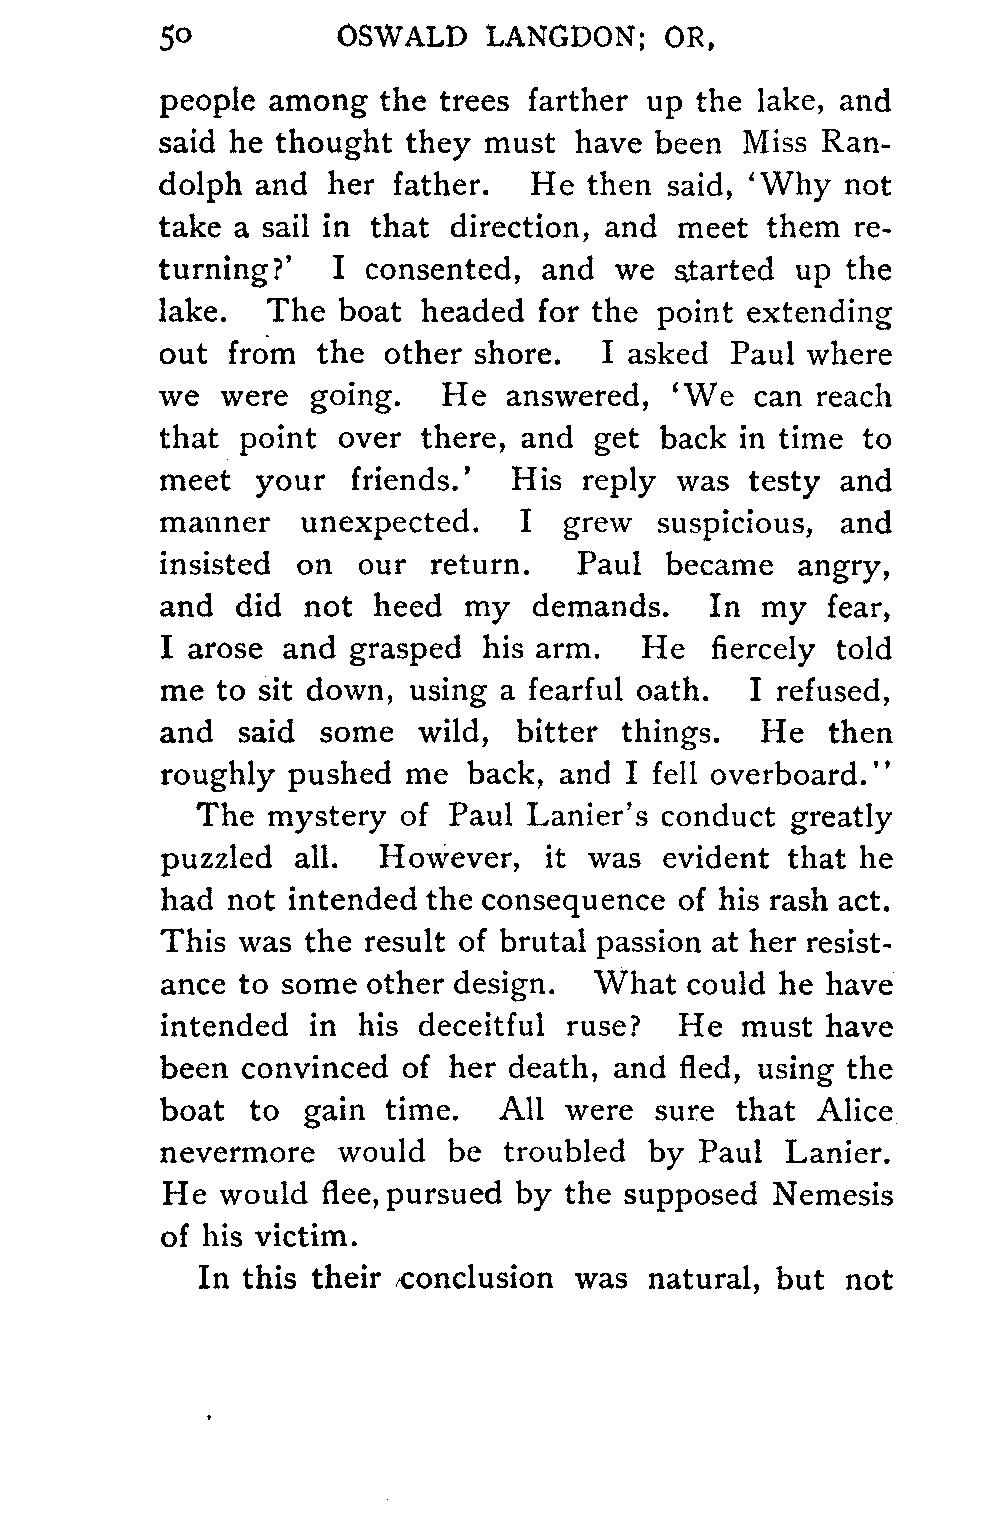 50 OSWALD LANGDON; OR,
people among the trees farther up the lake, and
said he thought they must have been Miss Ran-
dolph and her father. He then said, ‘Why not
take a sail in that direction, and meet them re-
turning?’ I consented, and we started up the
lake. The boat headed for the point extending
out from the other shore. I asked Paul where
we were going. He answered, ‘We can reach
that point over there, and get back in time to
meet your friends.’ His reply was testy and
manner unexpected. I grew suspicious, and
insisted on our return. Paul became angry,
and did not heed my demands. In my fear,
I arose and grasped his arm. He fiercely told
me to sit down, using a fearful oath. I refused,
and said some wild, bitter things. He then
roughly pushed me back, and I fell overboard."
The mystery of Paul Lanier’s conduct greatly
puzzled all. However, it was evident that he
had not intended the consequence of his rash act.
This was the result of brutal passion at her resist-
ance to some other design. What could he have
intended in his deceitful ruse? He must have
been convinced of her death, and fled, using the
boat to gain time. All were sure that Alice
nevermore would be troubled by Paul Lanier.
He would flee, pursued by the supposed Nemesis
of his victim.
In this their conclusion was natural, but not